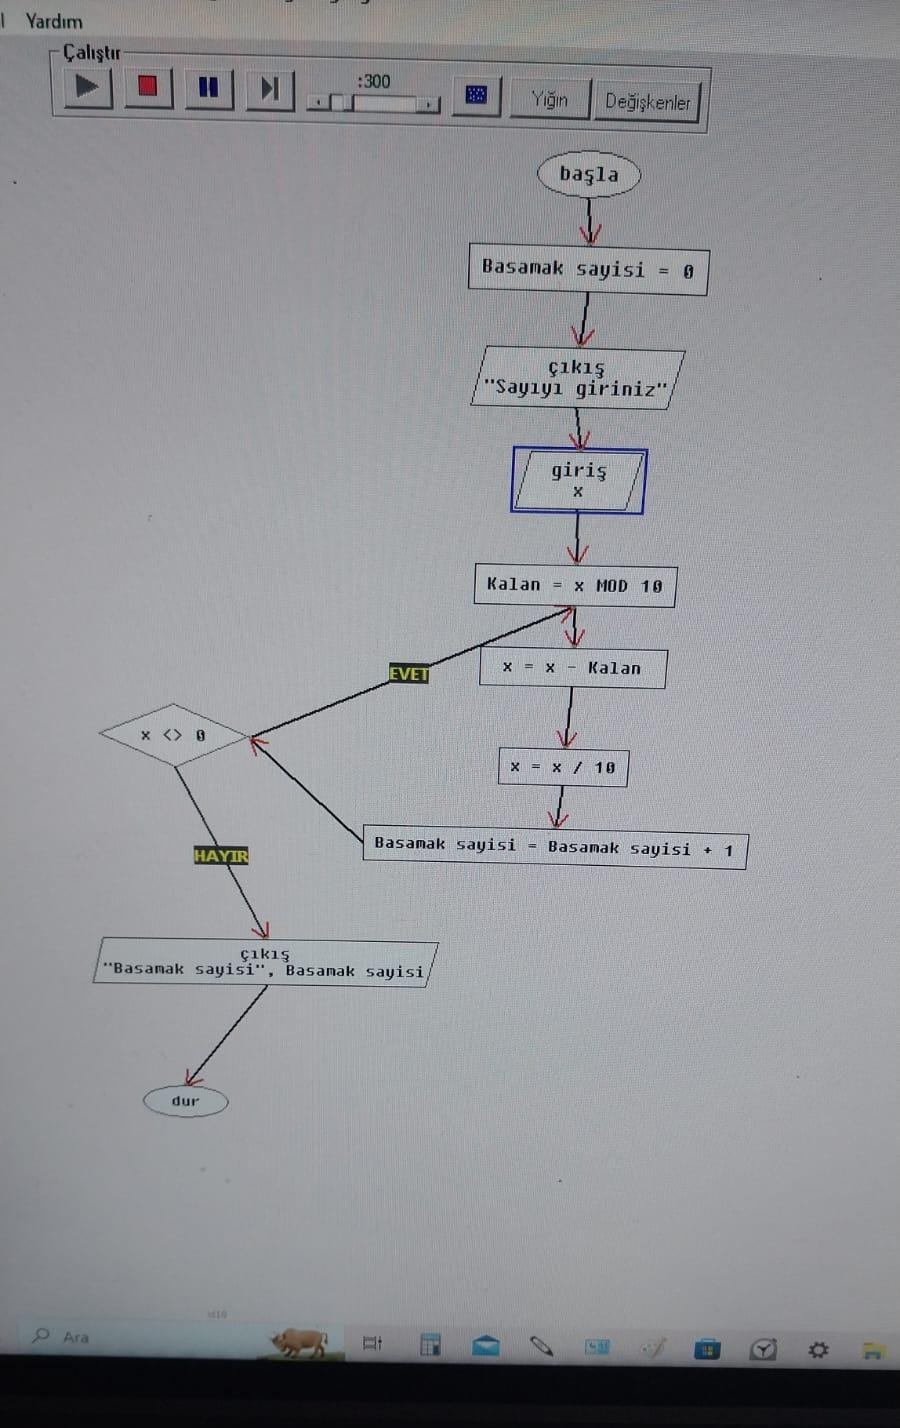 Yardım
Çalıştır
:300
Yığın
Değişkenler
başla
Basamak sayisi = 0
çıkış
"Sayıyı giriniz"
giriş
x
Kalan = x MOD 10
x = x - Kalan
EVET
x <> 0
x = x / 10
Basamak sayisi = Basamak sayisi + 1
HAYIR
çıkış
"Basamak sayisi", Basamak sayisi
dur
Ara